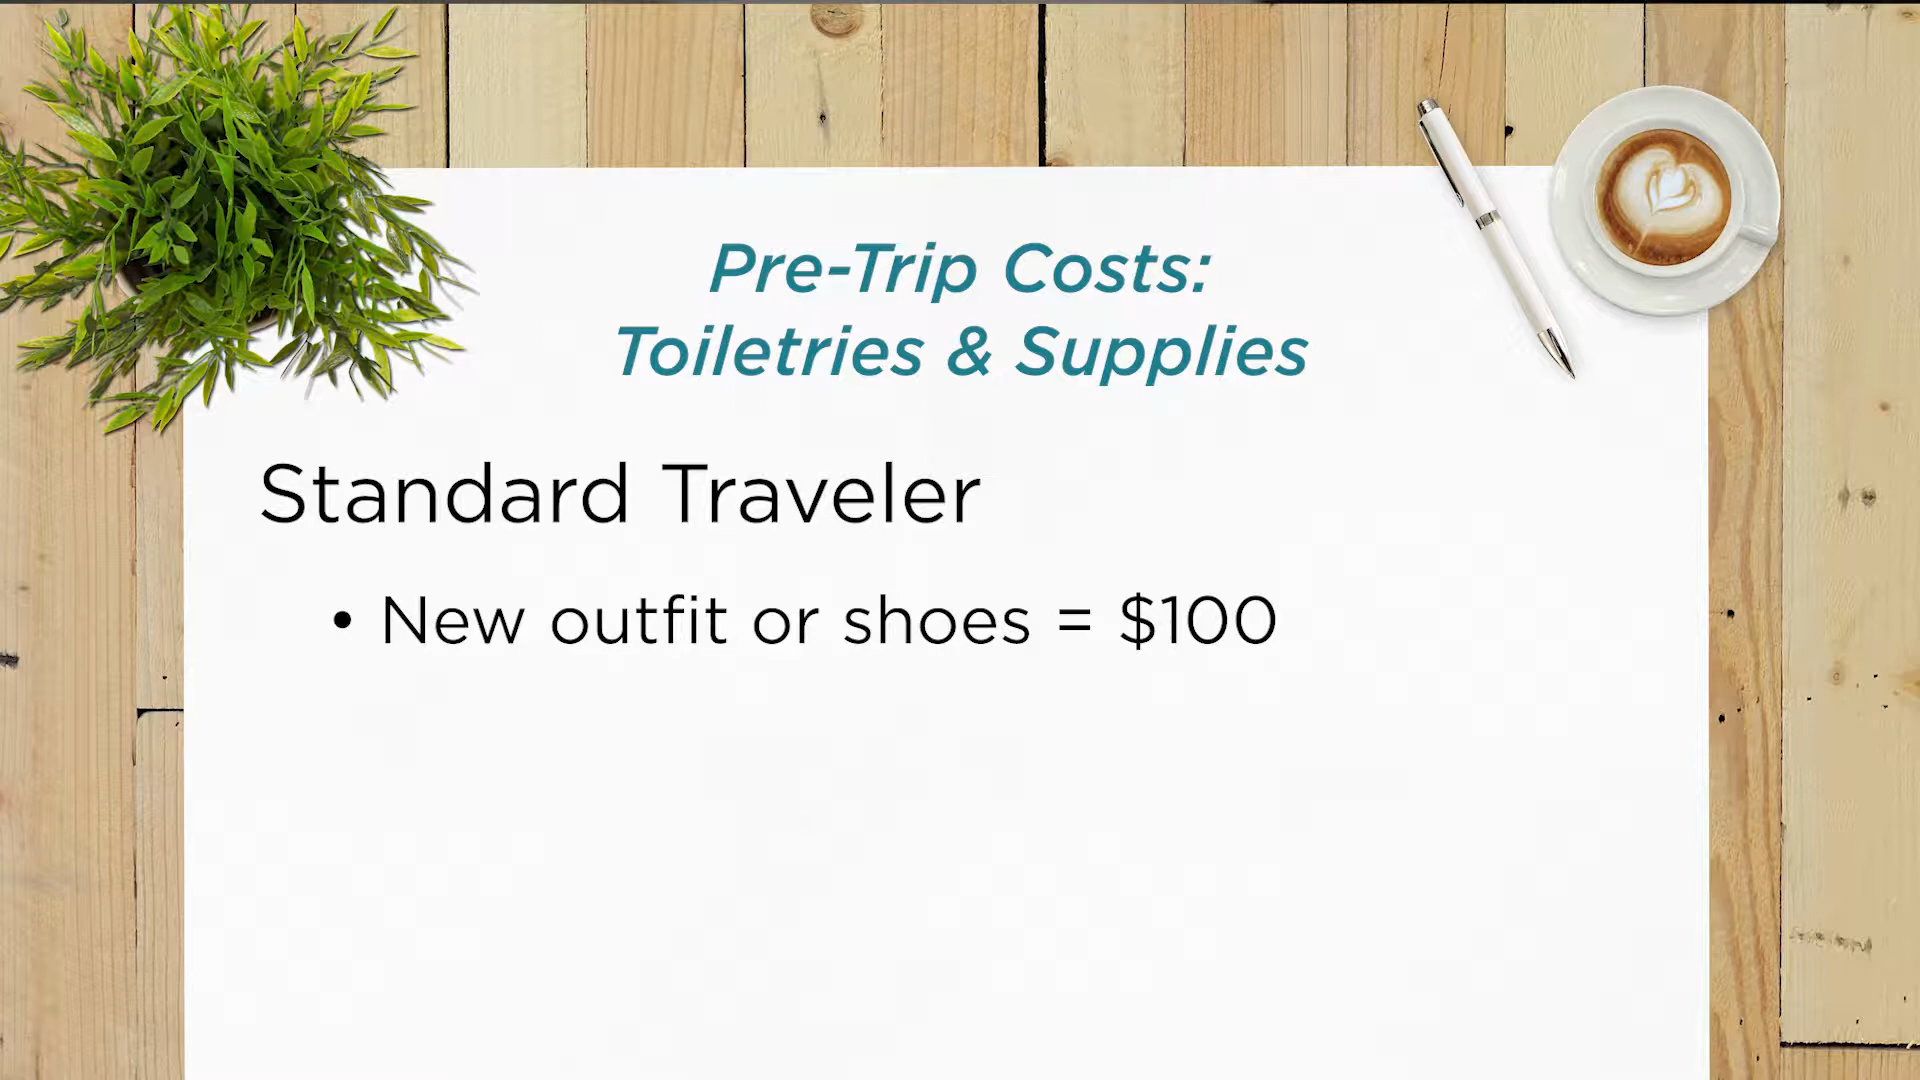 Pre-Trip Costs:
Toiletries & Supplies
Standard Traveler
• New outfit or shoes = $100